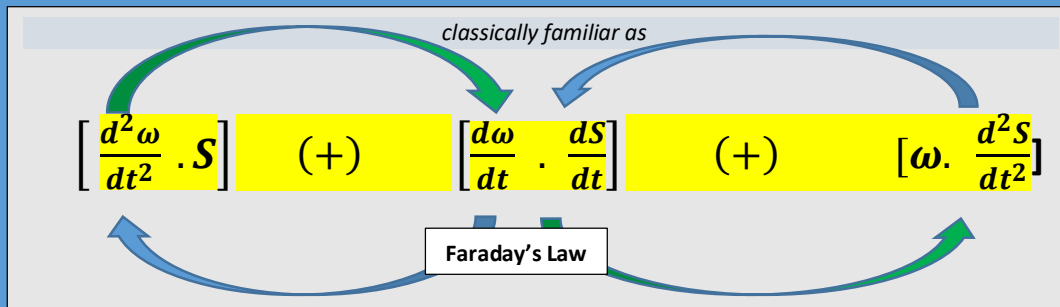 classically familiar as
[ d²ω/dt² . S ] (+) [ dω/dt . dS/dt ] (+) [ω. d²S/dt² ]
Faraday's Law